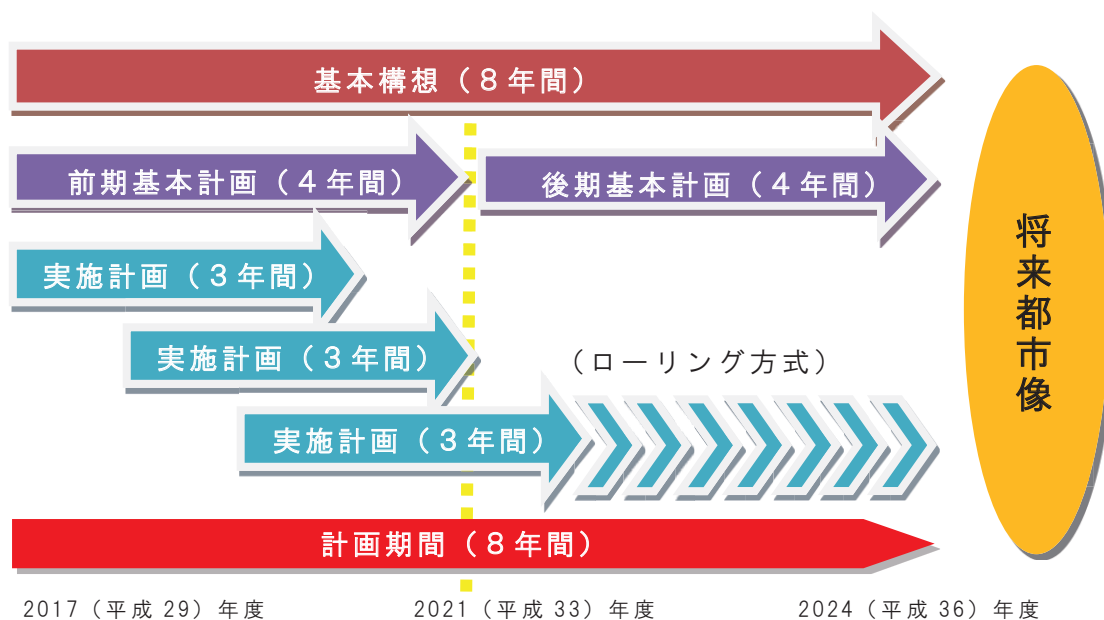 基本構想（８年間）
前期基本計画（４年間）
後期基本計画（４年間）
実施計画（３年間）
実施計画（３年間）
（ローリング方式）
実施計画（３年間）
計画期間（８年間）
2017（平成 29）年度
2021（平成 33）年度
2024（平成 36）年度
将来都市像